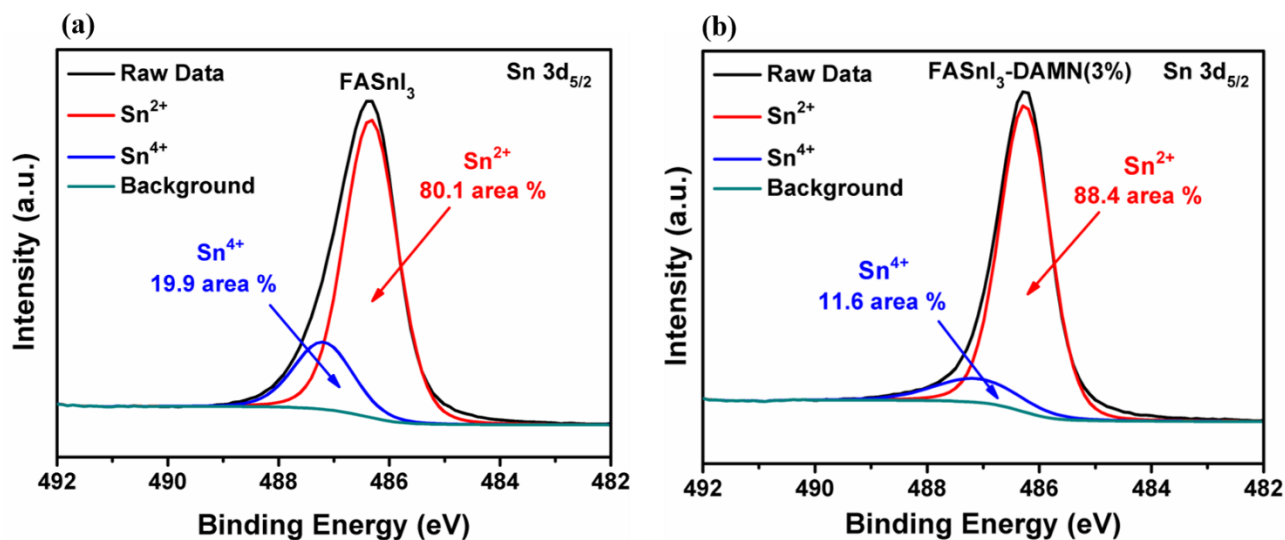 (a)
Raw Data
Sn²⁺
Sn⁴⁺
Background
FASnI₃
Sn 3d₅/₂
Sn²⁺
80.1 area %
Sn⁴⁺
19.9 area %
Intensity (a.u.)
492 490 488 486 484 482
Binding Energy (eV)
(b)
Raw Data
Sn²⁺
Sn⁴⁺
Background
FASnI₃-DAMN(3%)
Sn 3d₅/₂
Sn²⁺
88.4 area %
Sn⁴⁺
11.6 area %
Intensity (a.u.)
492 490 488 486 484 482
Binding Energy (eV)